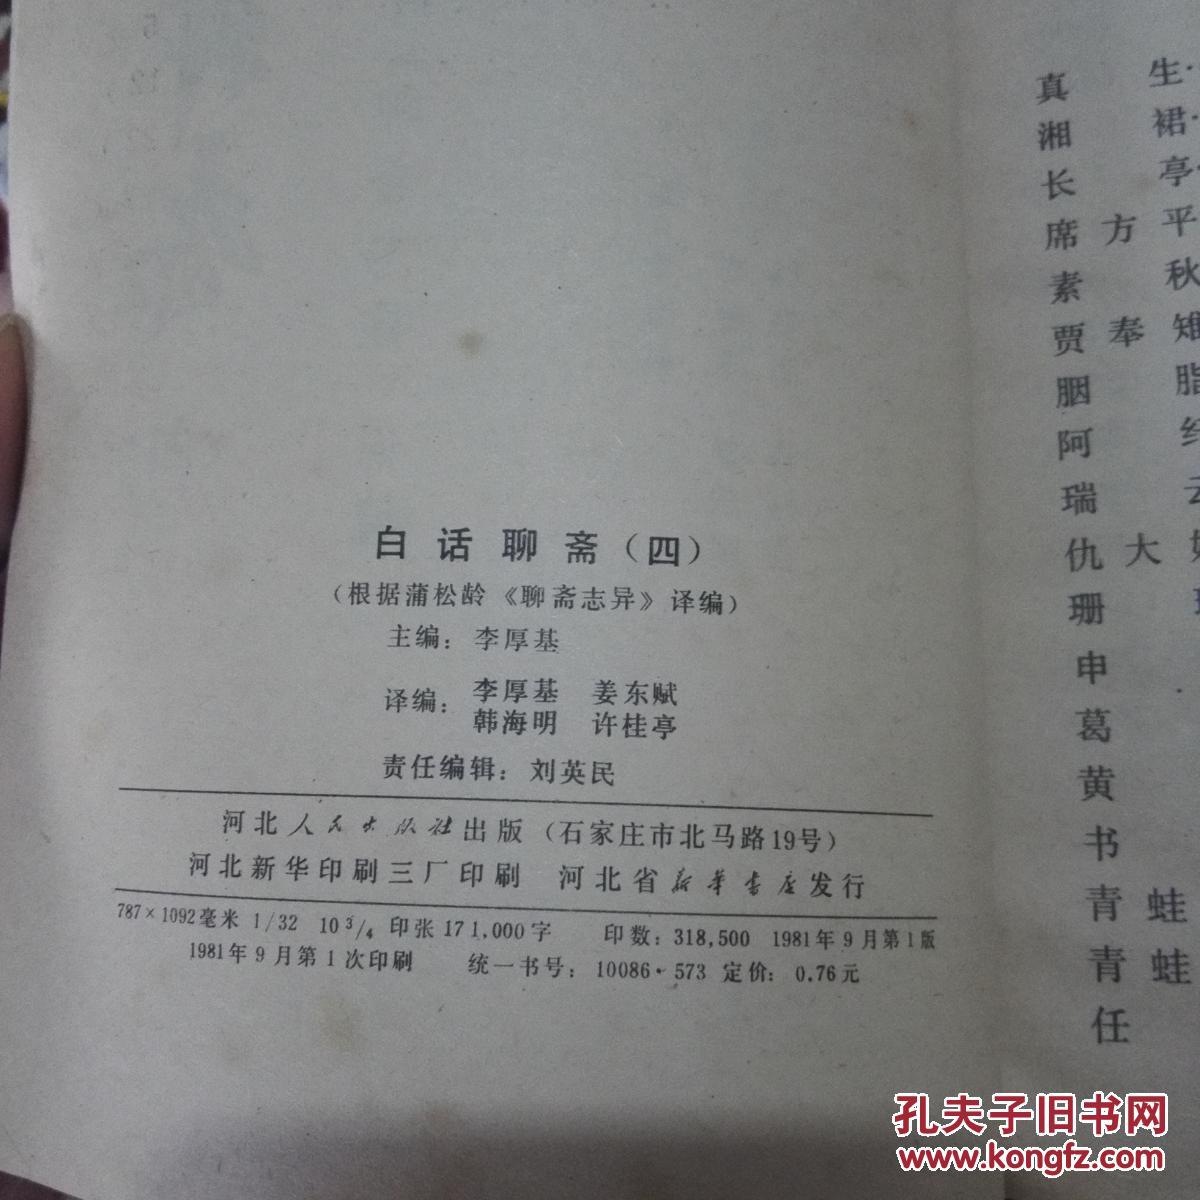 白话聊斋（四）
（根据蒲松龄《聊斋志异》译编）
主编：李厚基
译编：李厚基 姜东赋
韩海明 许桂亭
责任编辑：刘英民
河北人民出版社出版（石家庄市北马路19号）
河北新华印刷三厂印刷 河北省新华书店发行
787×1092毫米 1/32 10 3/4 印张 171,000字 印数：318,500 1981年9月第1版
1981年9月第1次印刷 统一书号：10086·573 定价：0.76元
真 生
湘 裙
长 亭
席方平
素 秋
贾奉雉
胭 脂
阿
瑞 云
仇大
珊
申
葛
黄
书
青蛙
青蛙
任
孔夫子旧书网
www.kongfz.com